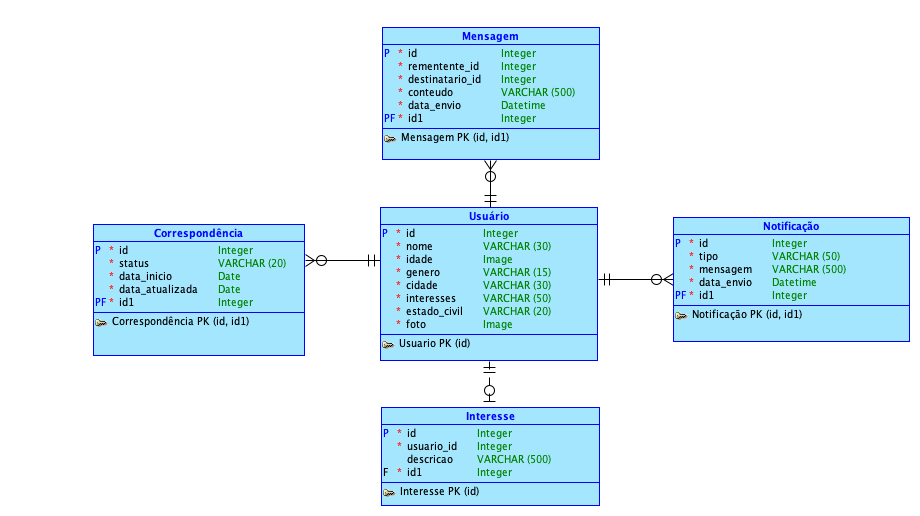 Mensagem
P * id Integer
* rementente_id Integer
* destinatario_id Integer
* conteudo VARCHAR (500)
* data_envio Datetime
PF * id1 Integer
Mensagem PK (id, id1)
Correspondência
P * id Integer
* status VARCHAR (20)
* data_inicio Date
* data_atualizada Date
PF * id1 Integer
Correspondência PK (id, id1)
Usuário
P * id Integer
* nome VARCHAR (30)
* idade Image
* genero VARCHAR (15)
* cidade VARCHAR (30)
* interesses VARCHAR (50)
* estado_civil VARCHAR (20)
* foto Image
Usuario PK (id)
Notificação
P * id Integer
* tipo VARCHAR (50)
* mensagem VARCHAR (500)
* data_envio Datetime
PF * id1 Integer
Notificação PK (id, id1)
Interesse
P * id Integer
* usuario_id Integer
descricao VARCHAR (500)
F * id1 Integer
Interesse PK (id)